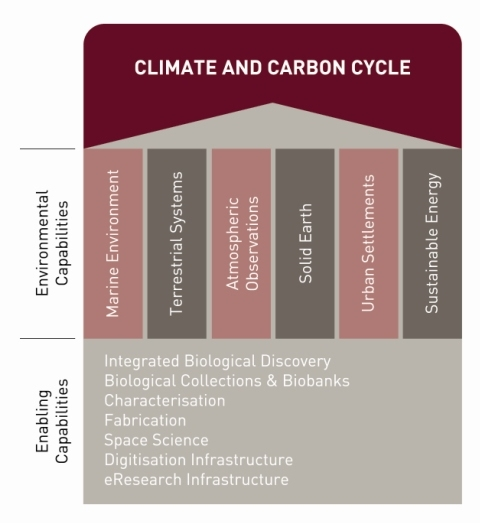 CLIMATE AND CARBON CYCLE
Environmental
Capabilities
Marine Environment
Terrestrial Systems
Atmospheric
Observations
Solid Earth
Urban Settlements
Sustainable Energy
Enabling
Capabilities
Integrated Biological Discovery
Biological Collections & Biobanks
Characterisation
Fabrication
Space Science
Digitisation Infrastructure
eResearch Infrastructure